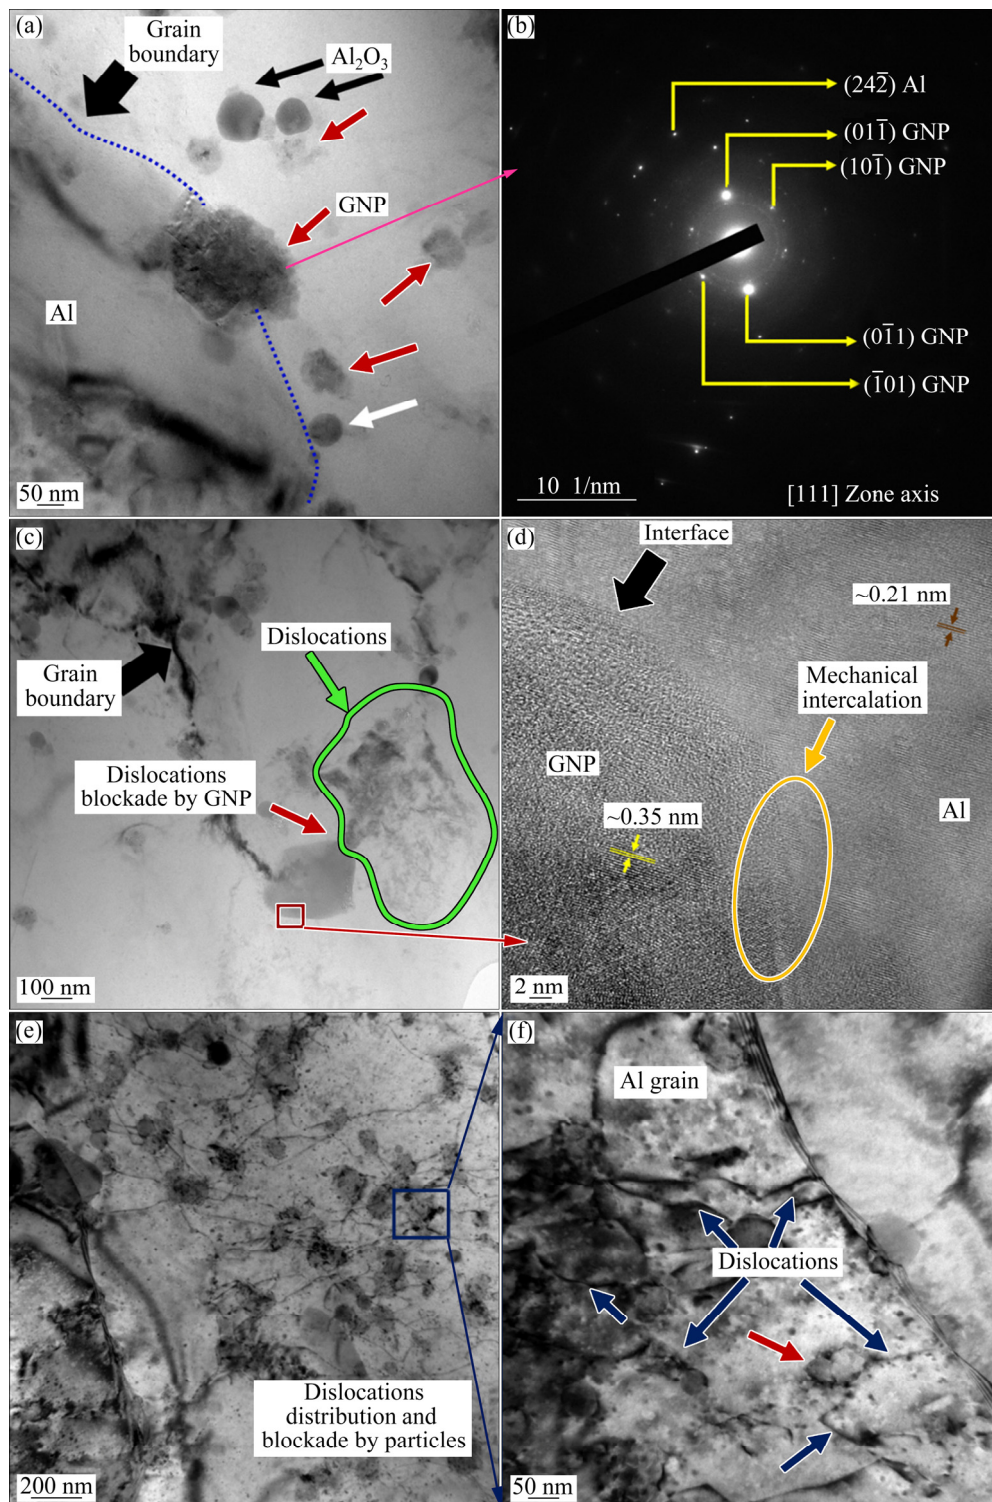 (a)
Grain
boundary
Al₂O₃
GNP
Al
50 nm
(b)
(242̅) Al
(011̅) GNP
(101̅) GNP
(01̅1) GNP
(1̅01) GNP
10 1/nm
[111] Zone axis
(c)
Dislocations
Grain
boundary
Dislocations
blockade by GNP
100 nm
(d)
Interface
~0.21 nm
Mechanical
intercalation
GNP
Al
~0.35 nm
2 nm
(e)
Dislocations
distribution and
blockade by particles
200 nm
(f)
Al grain
Dislocations
50 nm